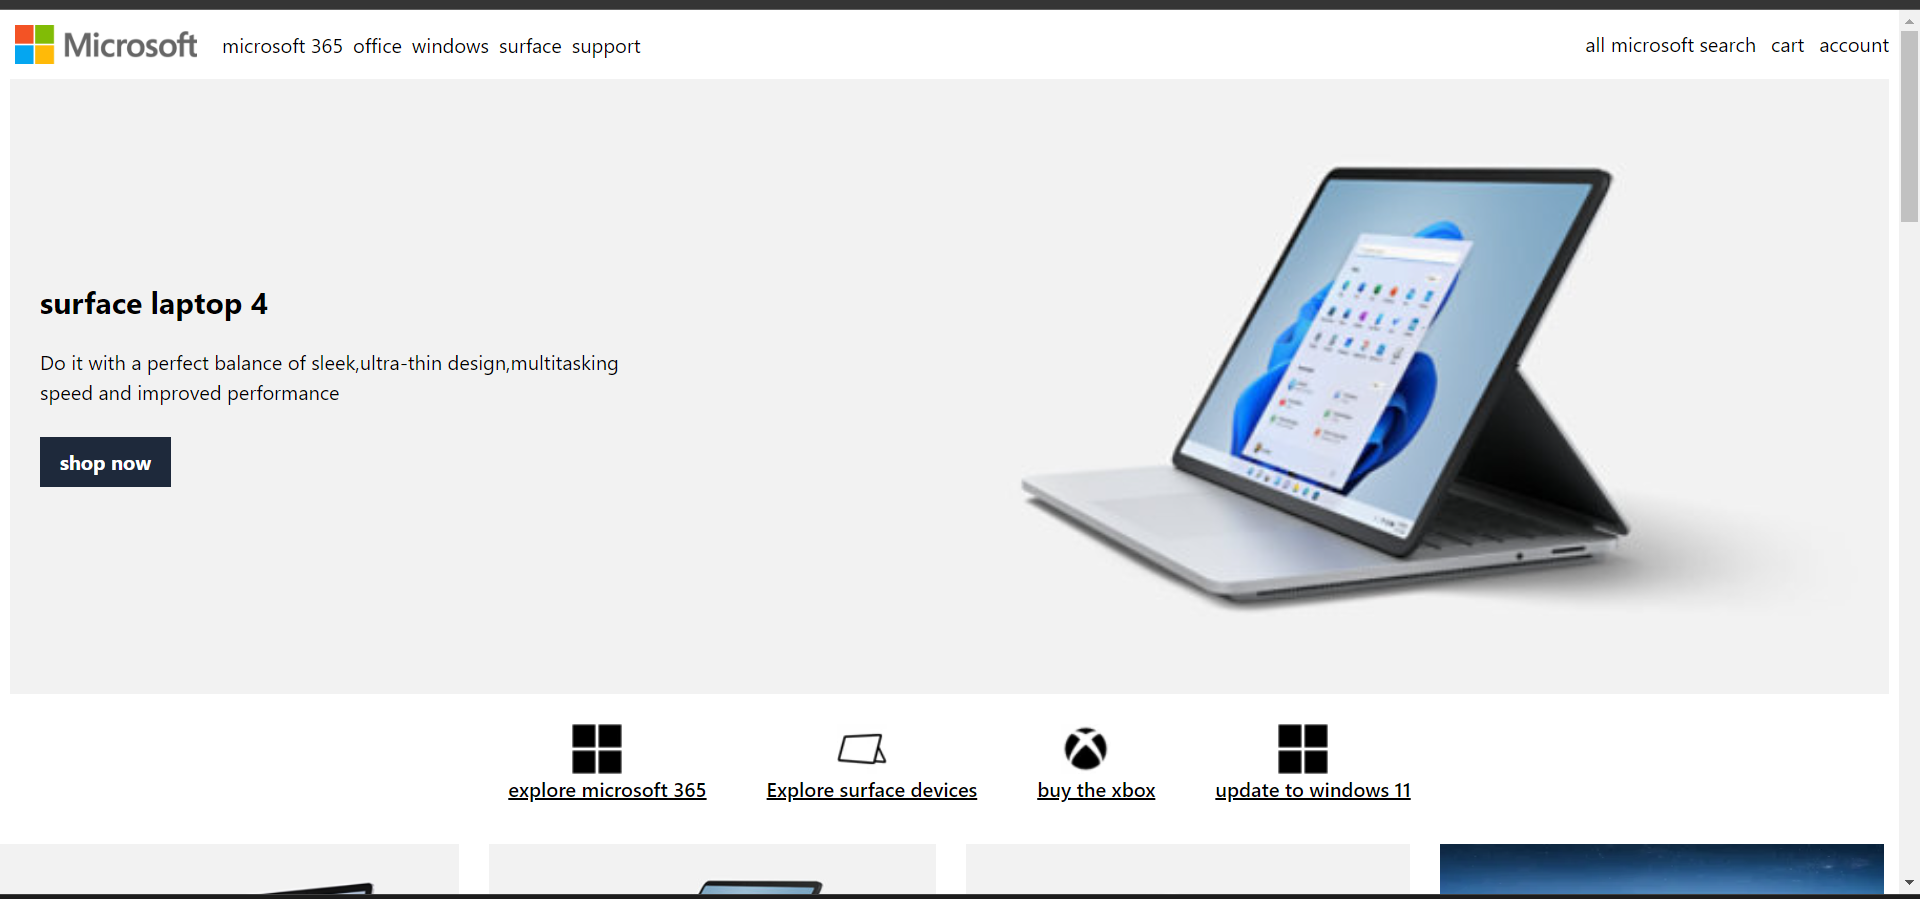 Microsoft microsoft 365 office windows surface support all microsoft search cart account
surface laptop 4
Do it with a perfect balance of sleek,ultra-thin design,multitasking
speed and improved performance
shop now
explore microsoft 365 Explore surface devices buy the xbox update to windows 11